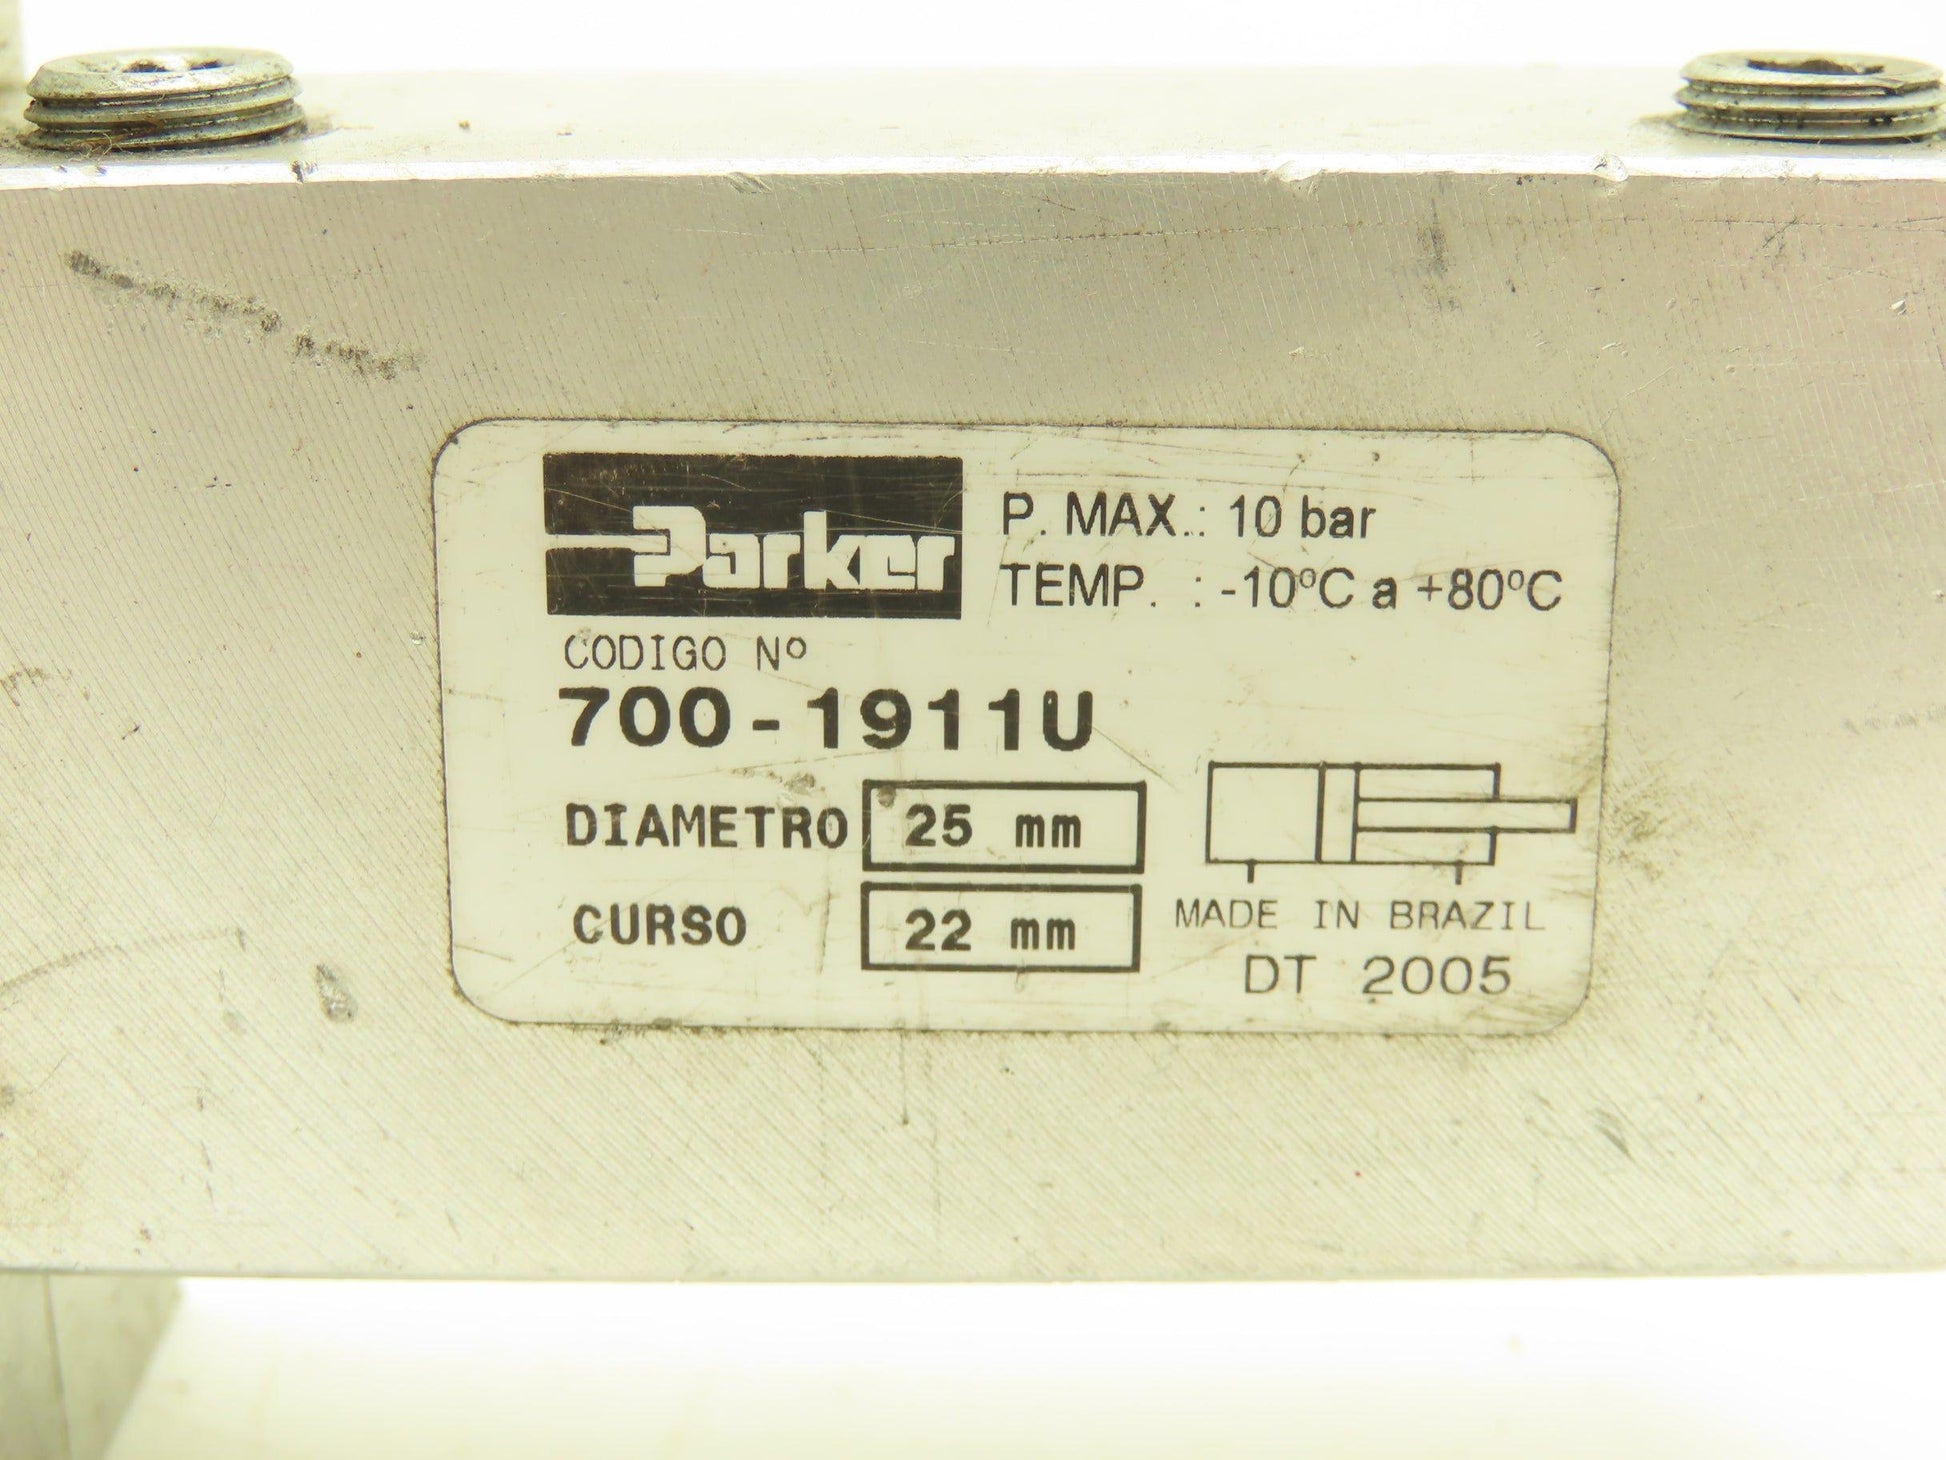 Parker
P. MAX.: 10 bar
TEMP. : -10ºC a +80ºC
CODIGO Nº
700-1911U
DIAMETRO 25 mm
CURSO 22 mm
MADE IN BRAZIL
DT 2005